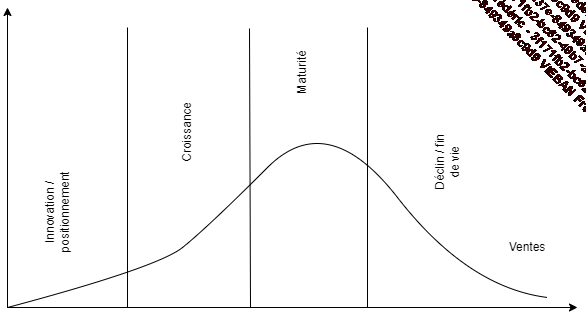 Innovation /
positionnement
Croissance
Maturité
Déclin / fin
de vie
Ventes